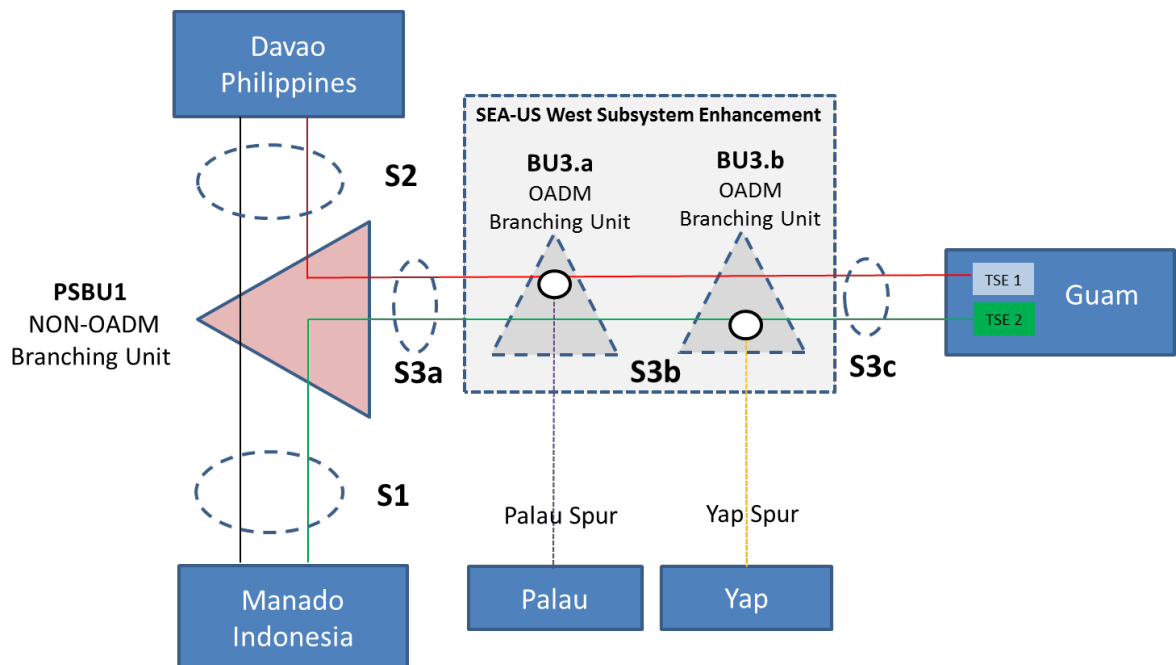 Davao
Philippines
SEA-US West Subsystem Enhancement
S2
BU3.a
OADM
Branching Unit
BU3.b
OADM
Branching Unit
PSBU1
NON-OADM
Branching Unit
TSE 1
TSE 2
Guam
S3a
S3b
S3c
S1
Palau Spur
Yap Spur
Manado
Indonesia
Palau
Yap